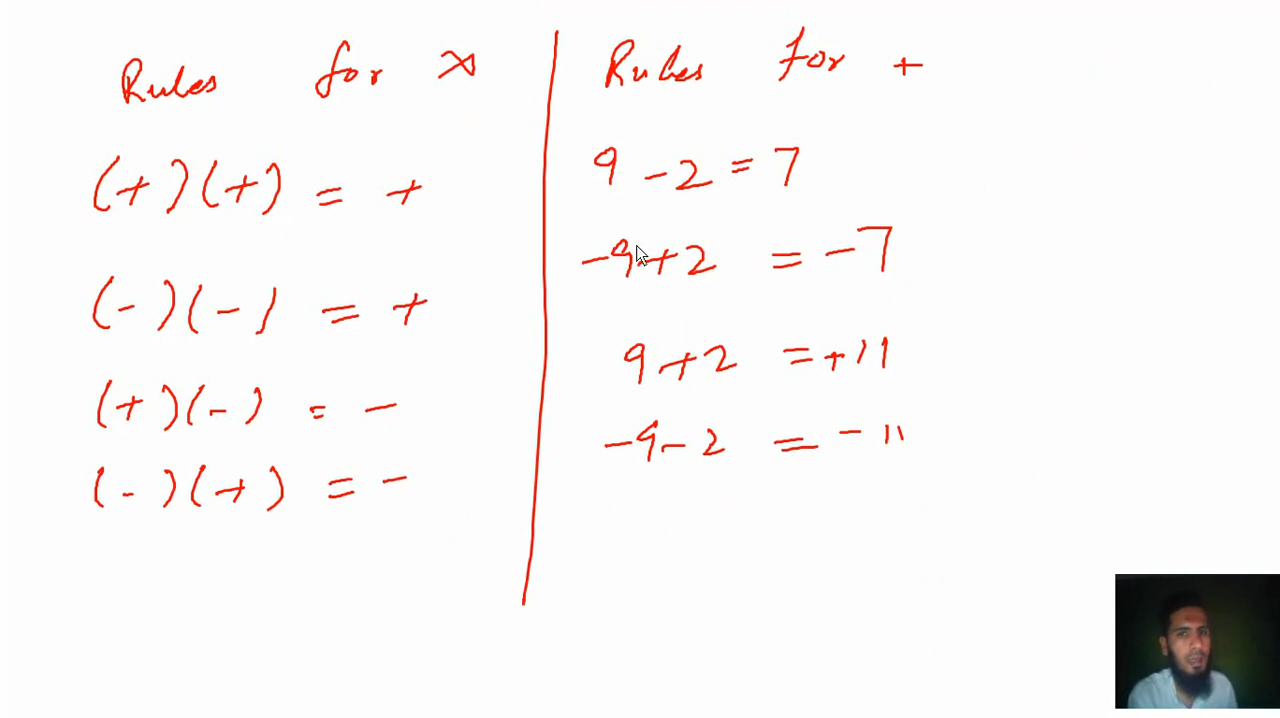 Rules for ×
(+)(+) = +
(-)(-) = +
(+)(-) = -
(-)(+) = -
Rules for +
9 - 2 = 7
-9 + 2 = -7
9 + 2 = +11
-9 - 2 = -11